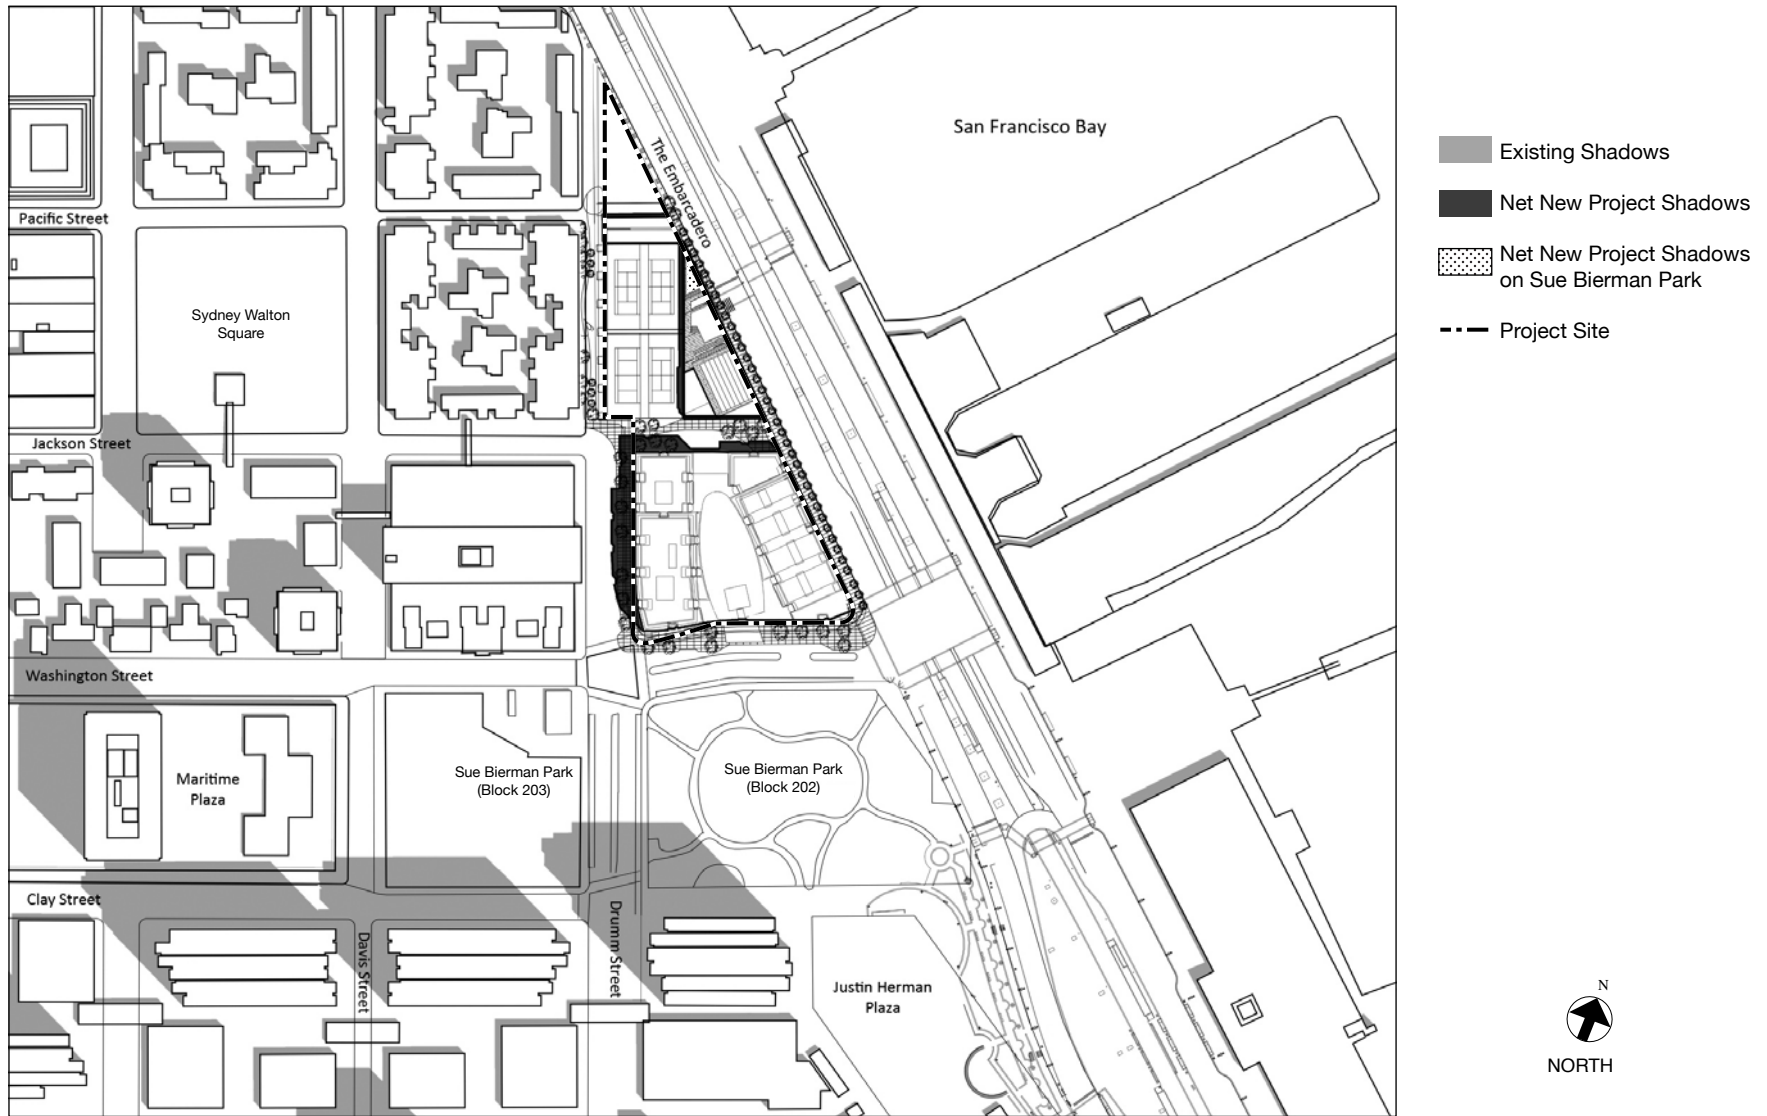 San Francisco Bay
The Embarcadero
Pacific Street
Sydney Walton
Square
Jackson Street
Washington Street
Maritime
Plaza
Sue Bierman Park
(Block 203)
Sue Bierman Park
(Block 202)
Clay Street
Davis Street
Drumm Street
Justin Herman
Plaza
Existing Shadows
Net New Project Shadows
Net New Project Shadows
on Sue Bierman Park
Project Site
N
NORTH